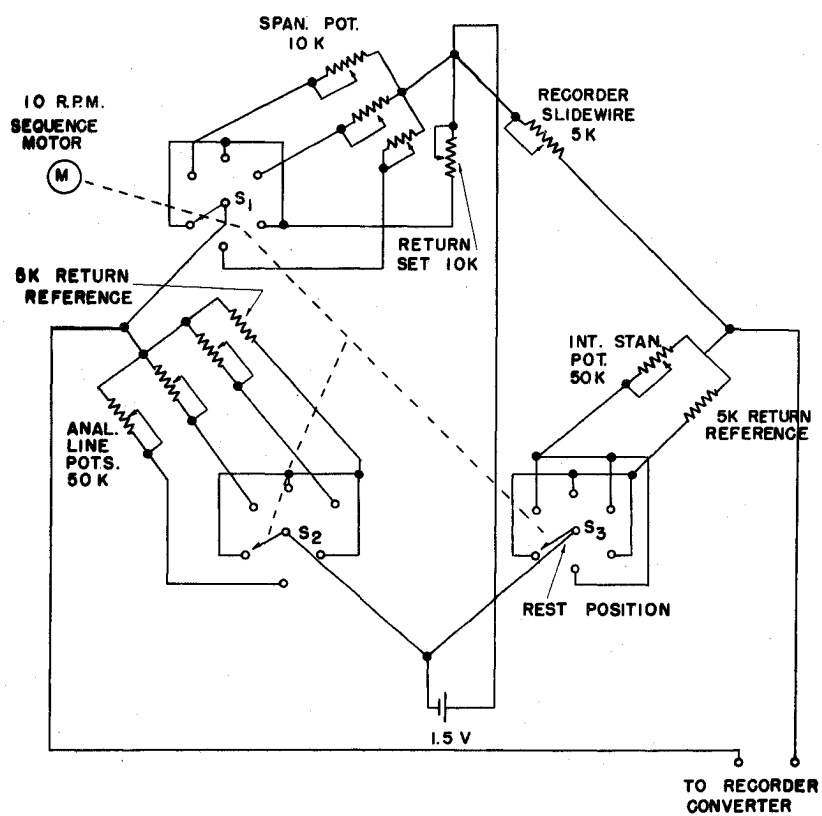 SPAN. POT.
10 K
10 R.P.M.
SEQUENCE
MOTOR
M
RECORDER
SLIDEWIRE
5K
S1
RETURN
SET 10K
5K RETURN
REFERENCE
INT. STAN.
POT.
50K
5K RETURN
REFERENCE
ANAL.
LINE
POTS.
50 K
S2
S3
REST POSITION
1.5 V
TO RECORDER
CONVERTER